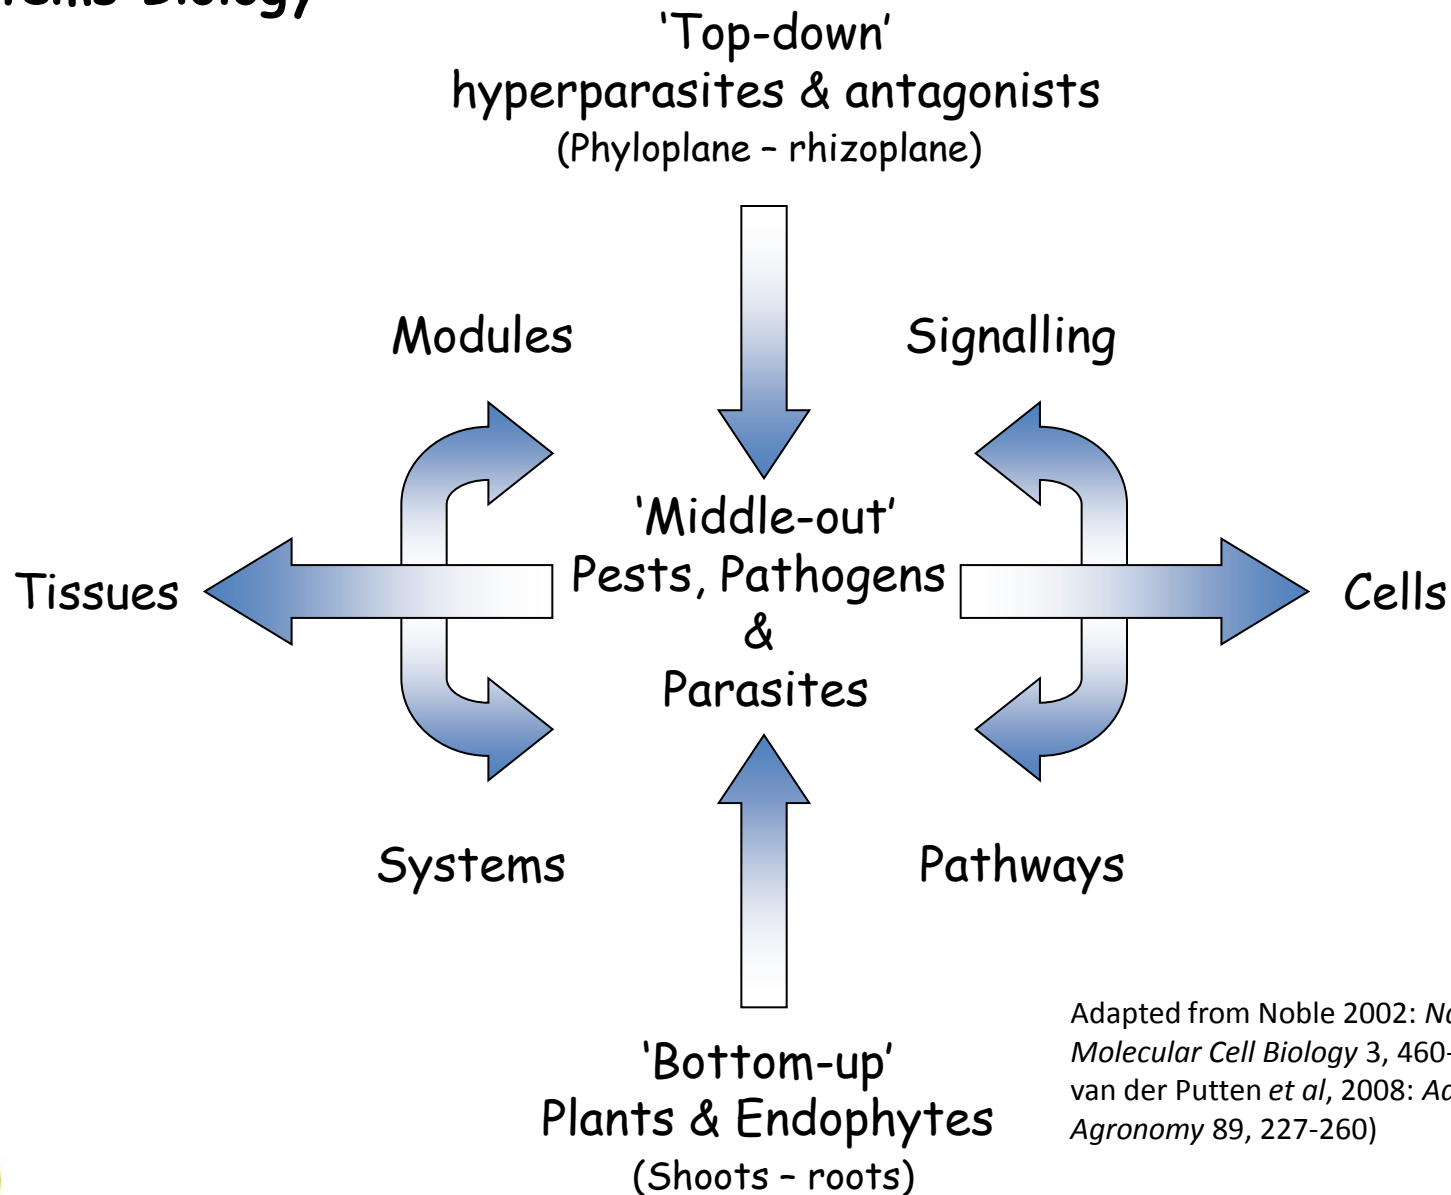 Biology
'Top-down'
hyperparasites & antagonists
(Phyloplane – rhizoplane)
Modules
Signalling
'Middle-out'
Pests, Pathogens
&
Parasites
Tissues
Cells
Systems
Pathways
'Bottom-up'
Plants & Endophytes
(Shoots – roots)
Adapted from Noble 2002:
Molecular Cell Biology 3, 460-
van der Putten et al, 2008:
Agronomy 89, 227-260)